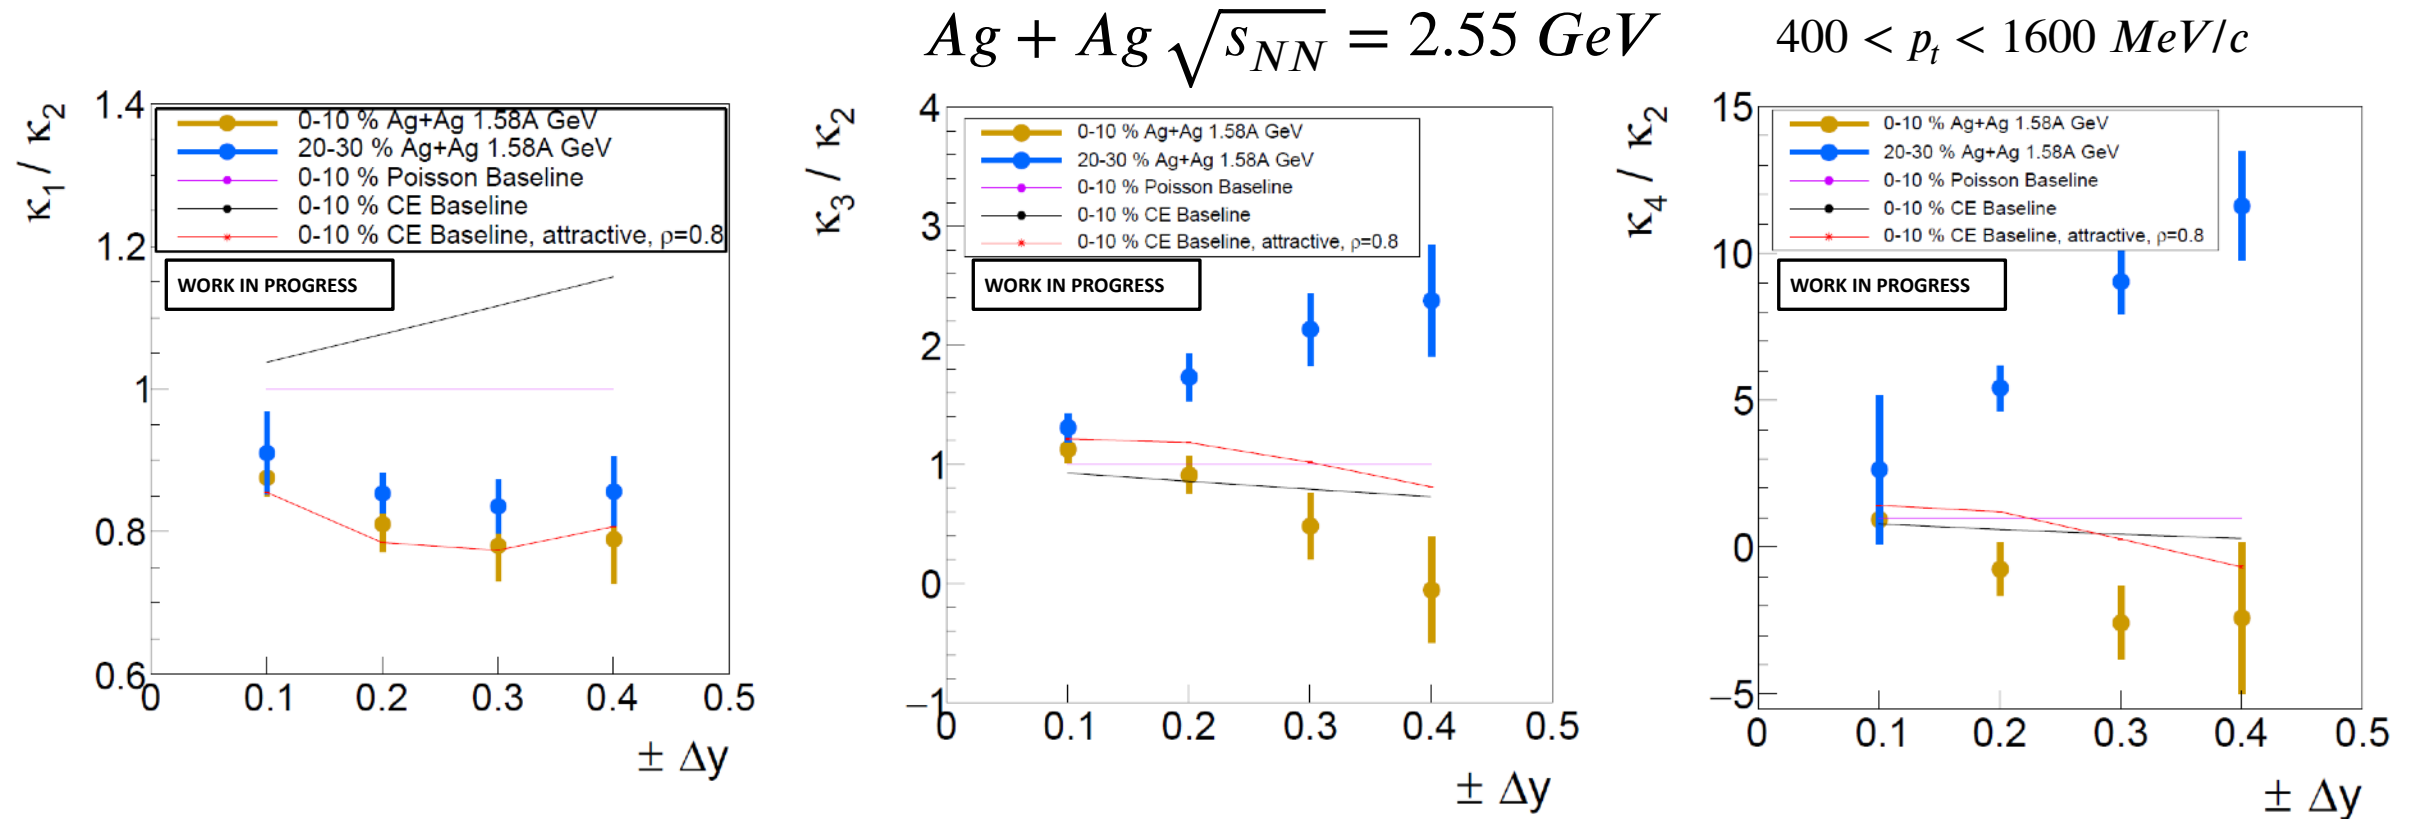 Ag + Ag √sNN = 2.55 GeV
400 < pt < 1600 MeV/c
κ1 / κ2
1.4
1.2
1
0.8
0.6
0-10 % Ag+Ag 1.58A GeV
20-30 % Ag+Ag 1.58A GeV
0-10 % Poisson Baseline
0-10 % CE Baseline
0-10 % CE Baseline, attractive, ρ=0.8
WORK IN PROGRESS
0 0.1 0.2 0.3 0.4 0.5
± Δy
κ3 / κ2
4
3
2
1
0
−1
0-10 % Ag+Ag 1.58A GeV
20-30 % Ag+Ag 1.58A GeV
0-10 % Poisson Baseline
0-10 % CE Baseline
0-10 % CE Baseline, attractive, ρ=0.8
WORK IN PROGRESS
0 0.1 0.2 0.3 0.4 0.5
± Δy
κ4 / κ2
15
10
5
0
−5
0-10 % Ag+Ag 1.58A GeV
20-30 % Ag+Ag 1.58A GeV
0-10 % Poisson Baseline
0-10 % CE Baseline
0-10 % CE Baseline, attractive, ρ=0.8
WORK IN PROGRESS
0 0.1 0.2 0.3 0.4 0.5
± Δy